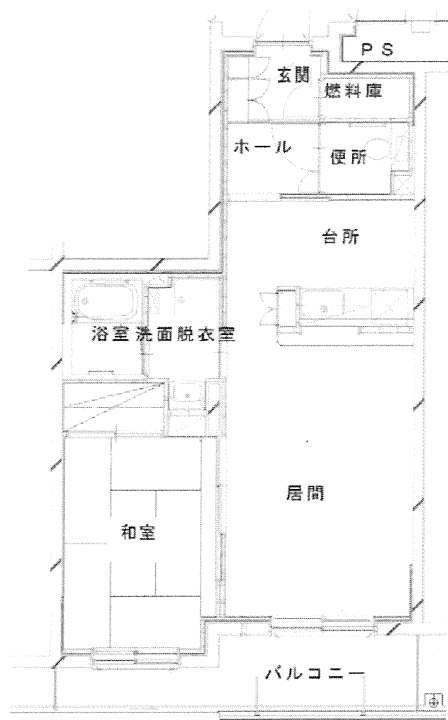 PS
玄関
燃料庫
ホール
便所
台所
浴室 洗面脱衣室
居間
和室
バルコニー